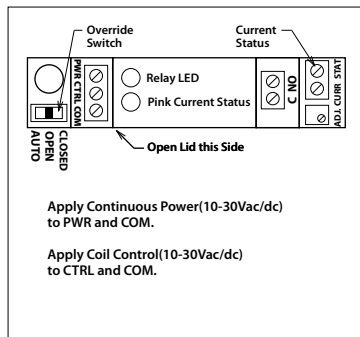 Override
Switch
Current
Status
PWR CTRL COM
Relay LED
Pink Current Status
C NO
ADJ. CURR STAT
CLOSED
OPEN
AUTO
Open Lid this Side
Apply Continuous Power(10-30Vac/dc)
to PWR and COM.
Apply Coil Control(10-30Vac/dc)
to CTRL and COM.